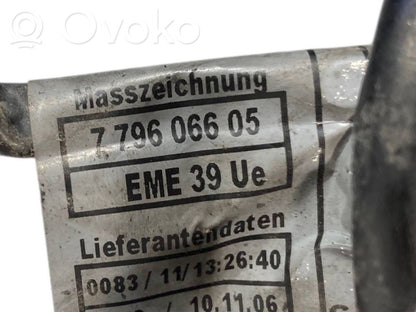 Ovoko
Masszeichnung
7 796 066 05
EME 39 Ue
Lieferantendaten
0083/11/13:26:40
/ 10.11.06